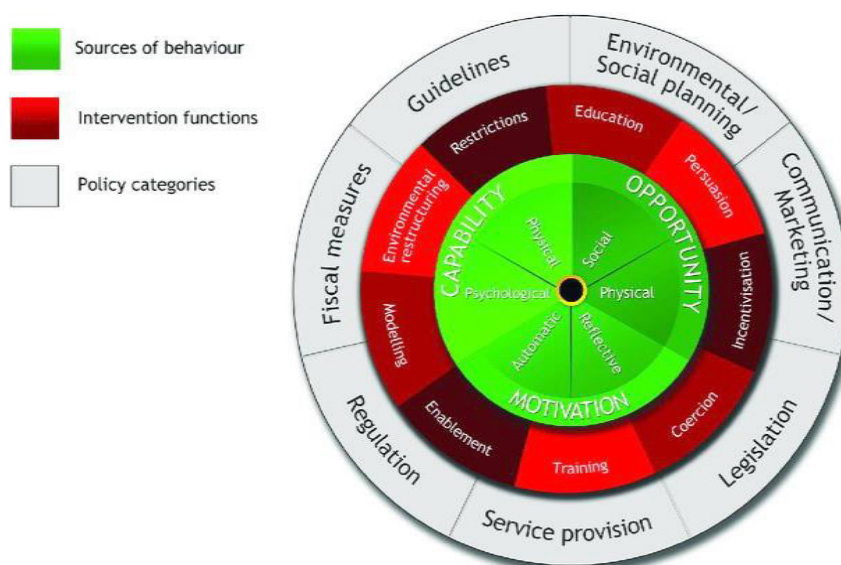 Sources of behaviour
Intervention functions
Policy categories
Guidelines
Environmental/
Social planning
Communication/
Marketing
Legislation
Service provision
Regulation
Fiscal measures
Restrictions
Education
Persuasion
Incentivisation
Coercion
Training
Enablement
Modelling
Environmental
restructuring
CAPABILITY
OPPORTUNITY
MOTIVATION
Physical
Social
Physical
Reflective
Automatic
Psychological